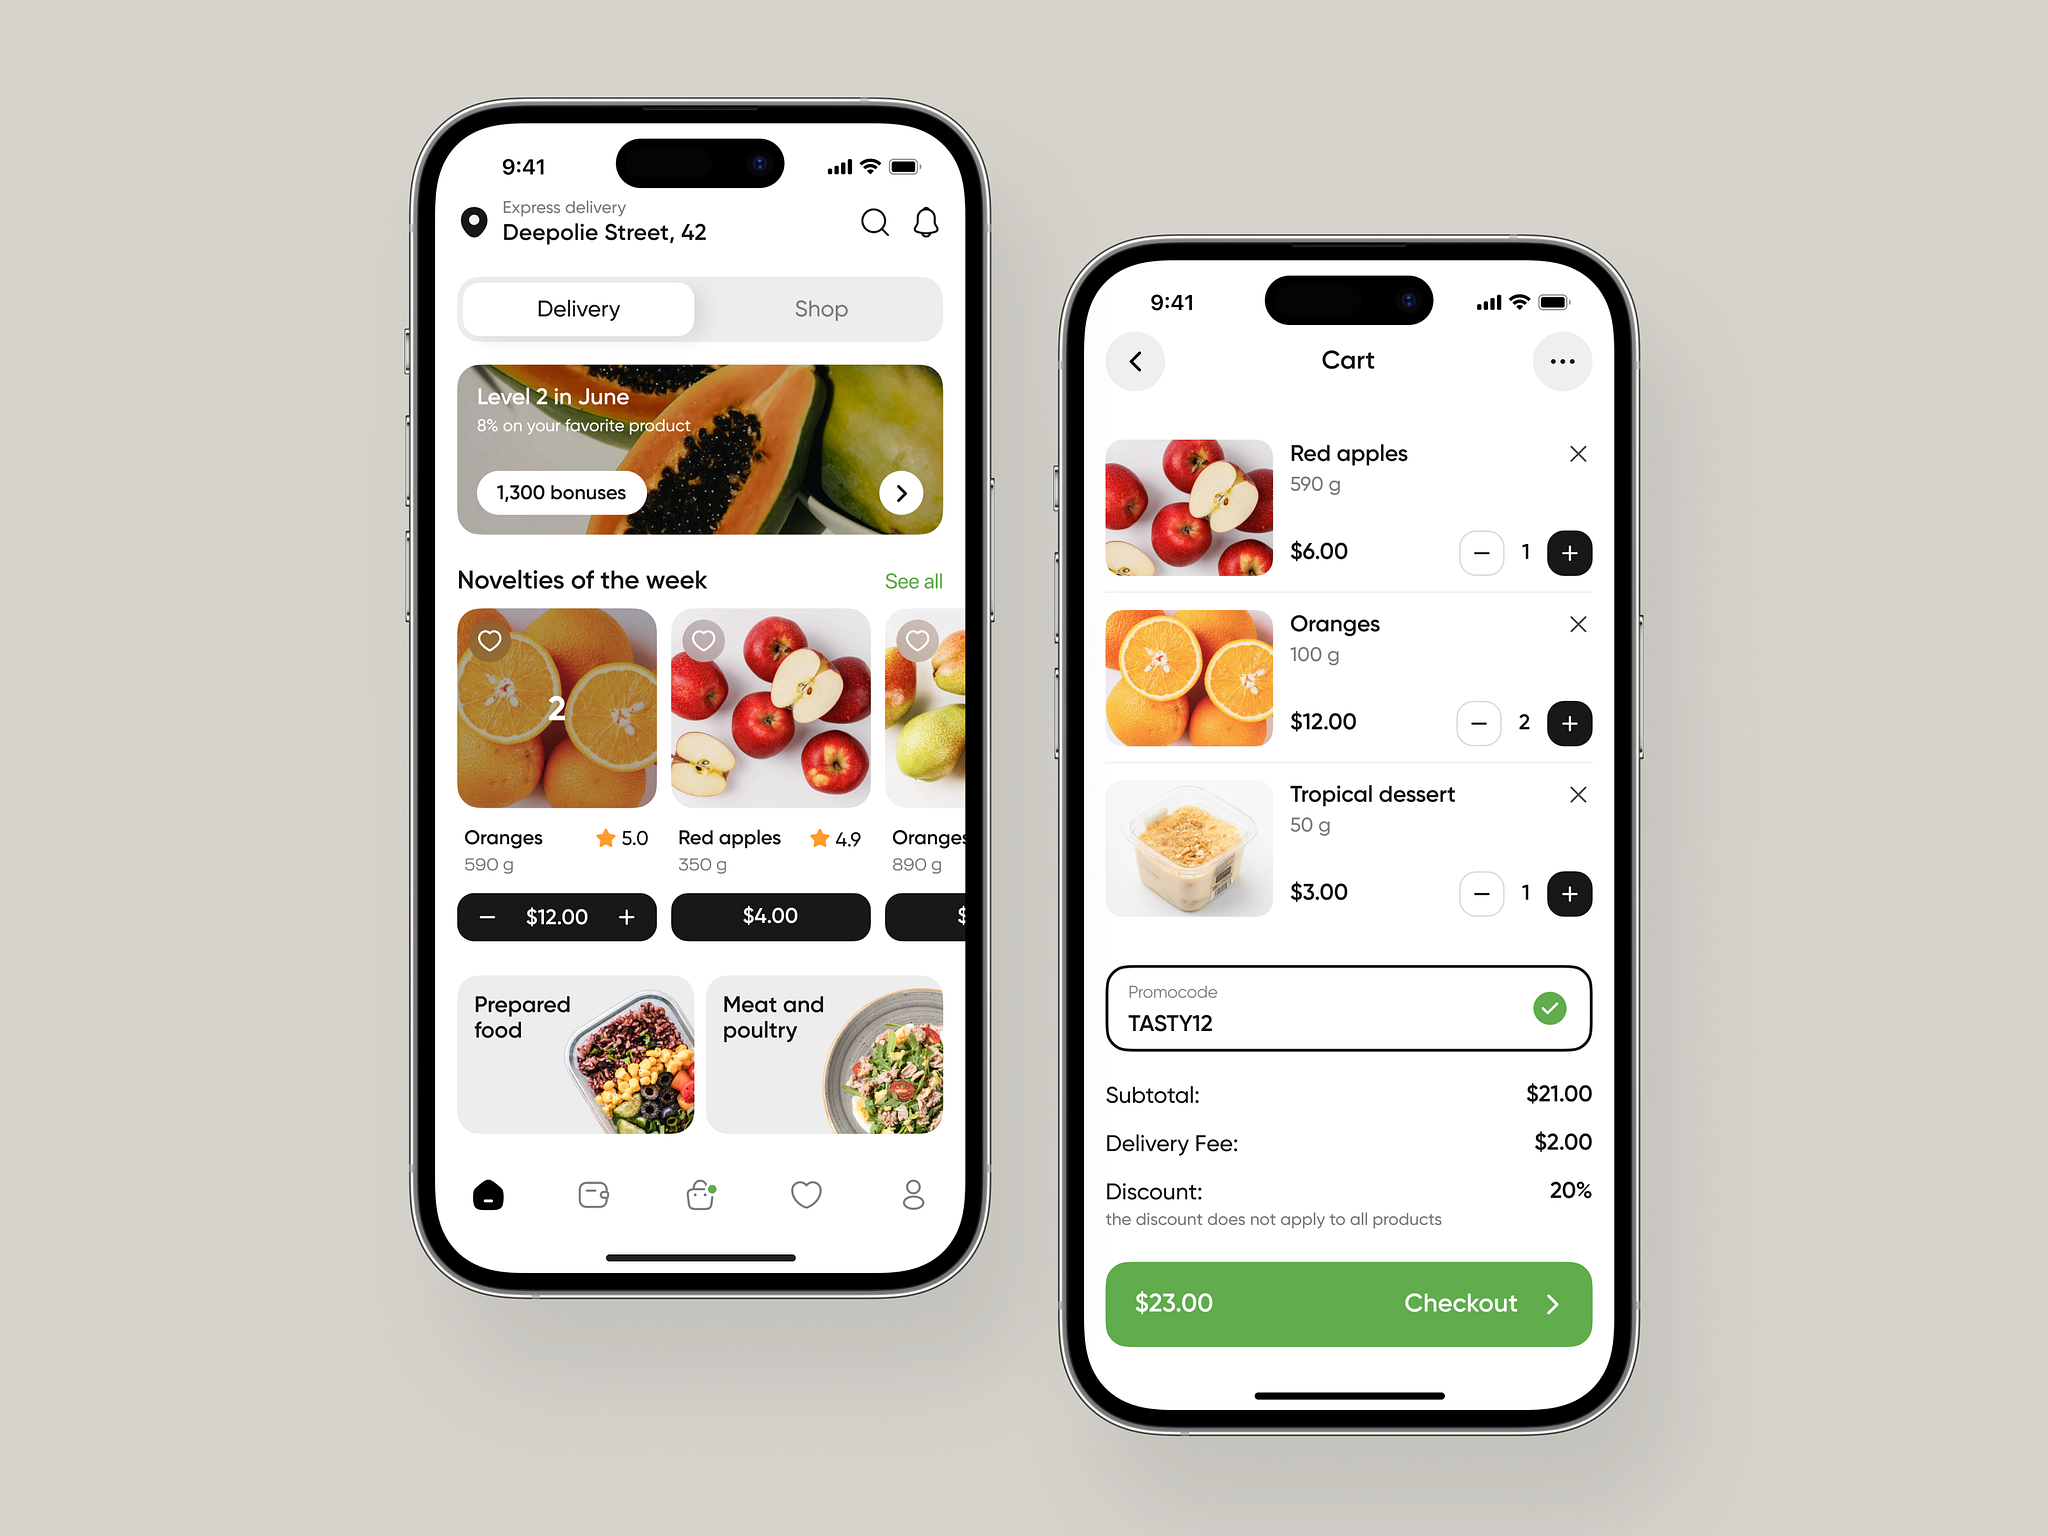 9:41
Express delivery
Deepolie Street, 42
Delivery
Shop
Level 2 in June
8% on your favorite product
1,300 bonuses
Novelties of the week
See all
2
Oranges
5.0
590 g
$12.00
Red apples
4.9
350 g
$4.00
Oranges
890 g
$
Prepared
food
Meat and
poultry
9:41
Cart
Red apples
590 g
$6.00
1
Oranges
100 g
$12.00
2
Tropical dessert
50 g
$3.00
1
Promocode
TASTY12
Subtotal:
$21.00
Delivery Fee:
$2.00
Discount:
20%
the discount does not apply to all products
$23.00
Checkout